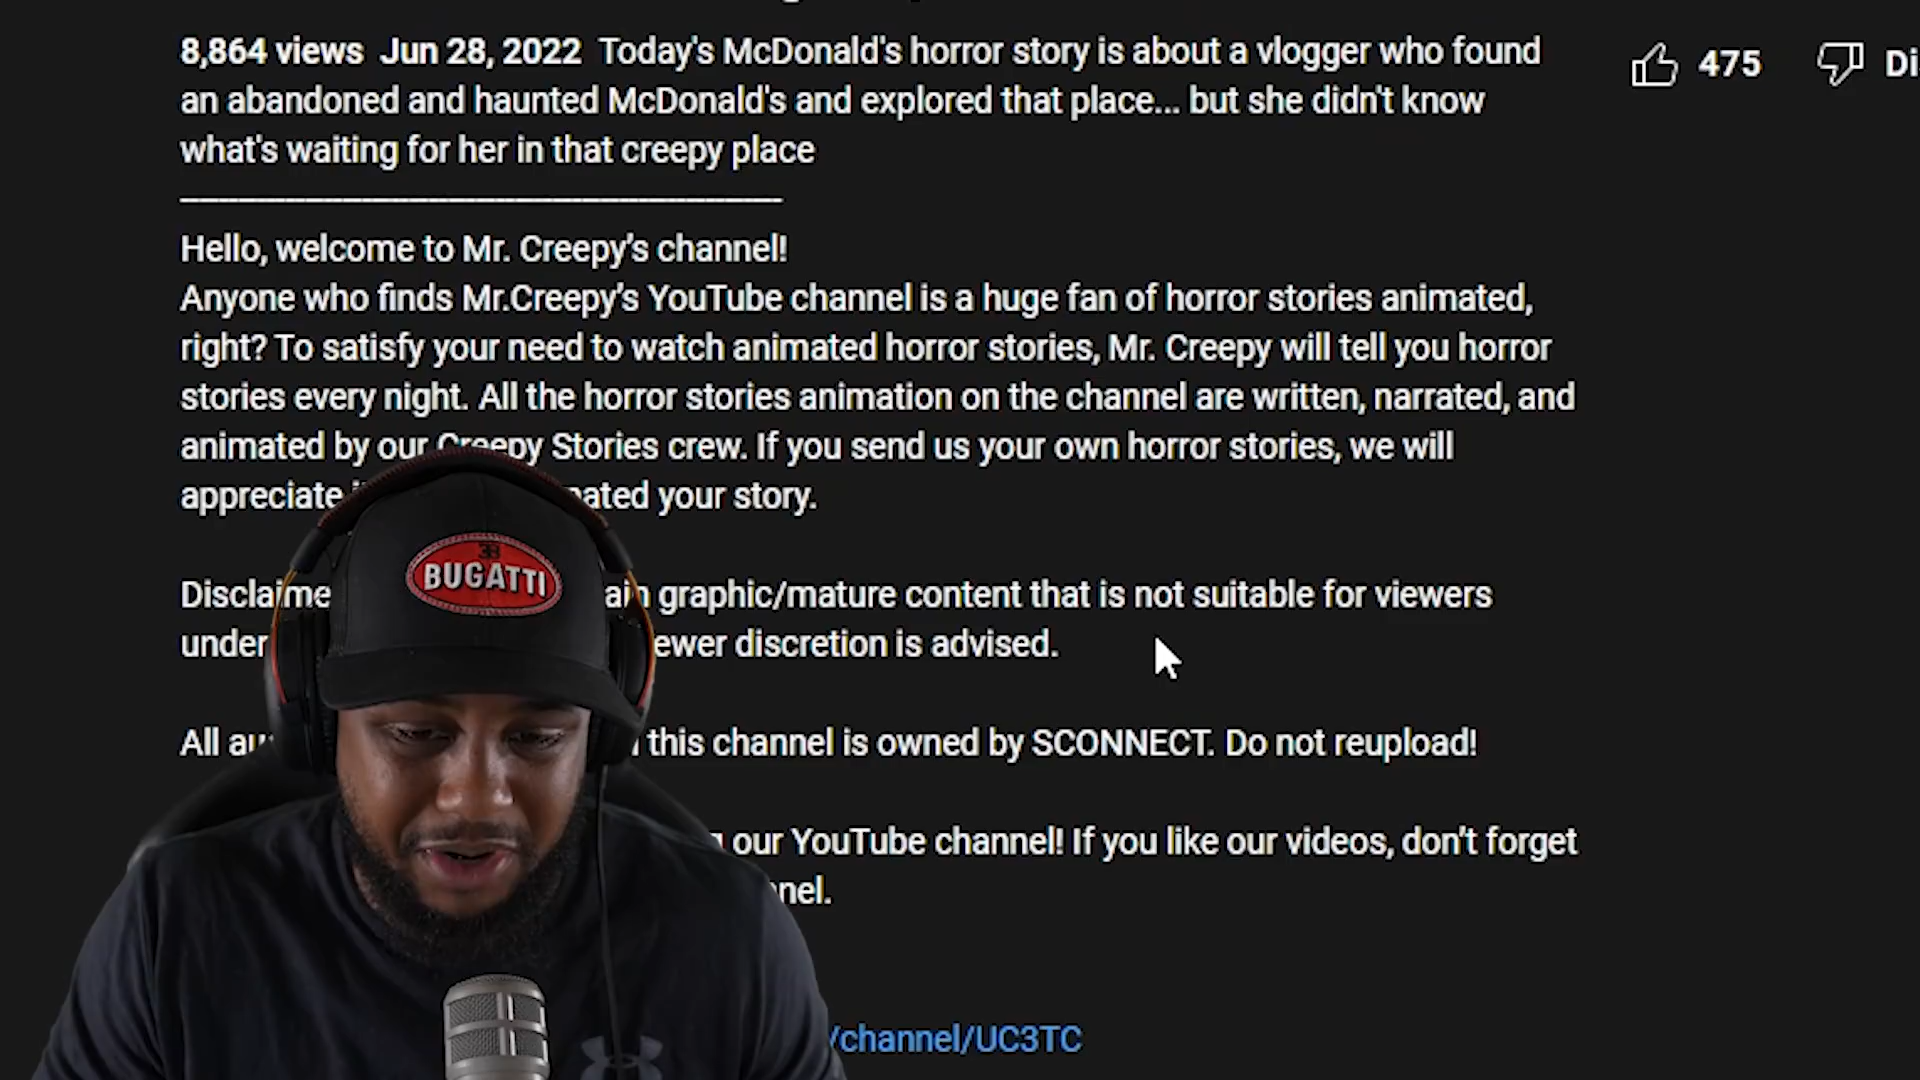 8,864 views Jun 28, 2022 Today's McDonald's horror story is about a vlogger who found
an abandoned and haunted McDonald's and explored that place... but she didn't know
what's waiting for her in that creepy place
475
Hello, welcome to Mr. Creepy’s channel!
Anyone who finds Mr.Creepy’s YouTube channel is a huge fan of horror stories animated,
right? To satisfy your need to watch animated horror stories, Mr. Creepy will tell you horror
stories every night. All the horror stories animation on the channel are written, narrated, and
animated by our Creepy Stories crew. If you send us your own horror stories, we will
appreciate your story.
BUGATTI
graphic/mature content that is not suitable for viewers
under discretion is advised.
All this channel is owned by SCONNECT. Do not reupload!
our YouTube channel! If you like our videos, don’t forget
/channel/UC3TC